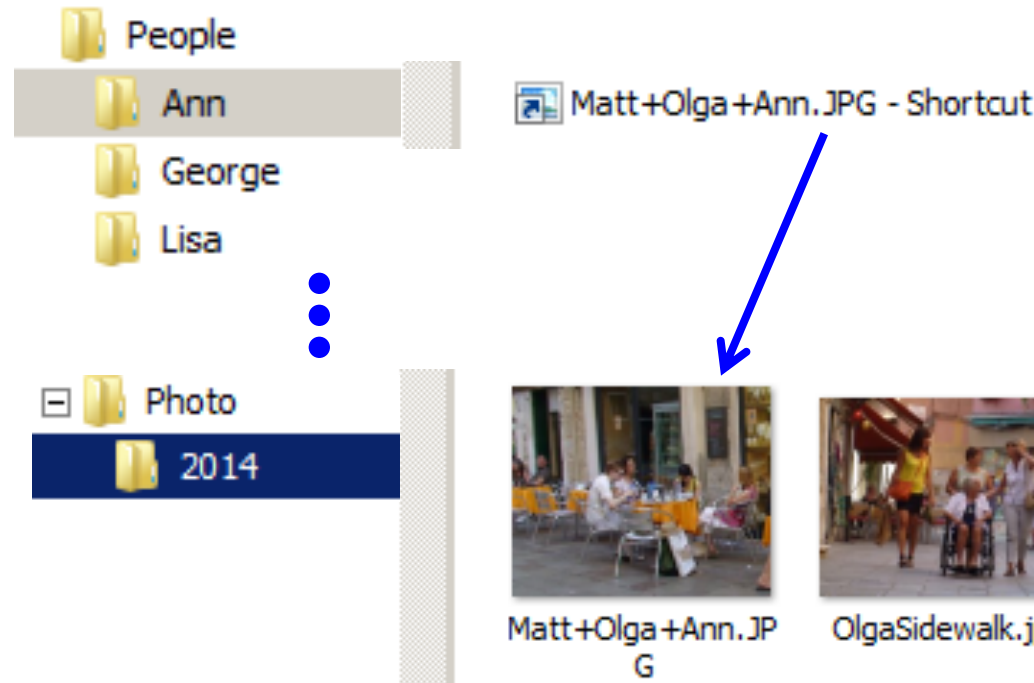 People
Ann
Matt+Olga+Ann.JPG - Shortcut
George
Lisa
Photo
2014
Matt+Olga+Ann.JP
G
OlgaSidewalk.j